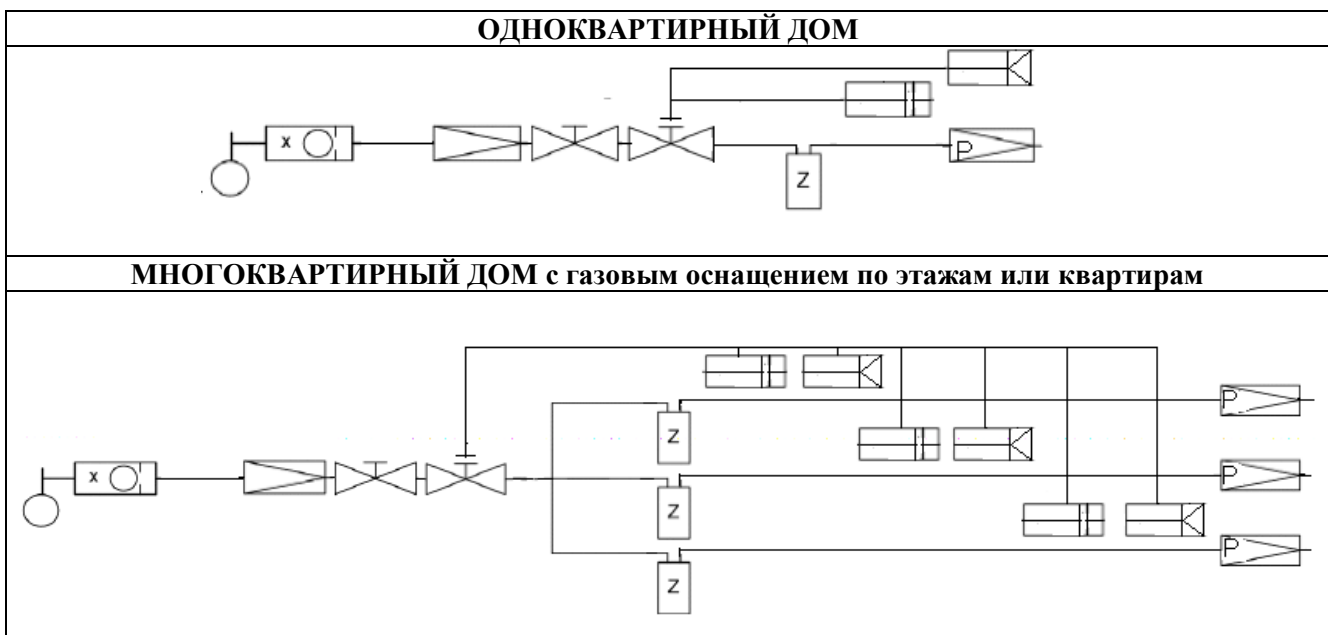 ОДНОКВАРТИРНЫЙ ДОМ
x
P
Z
МНОГОКВАРТИРНЫЙ ДОМ с газовым оснащением по этажам или квартирам
P
Z
x
P
Z
P
Z